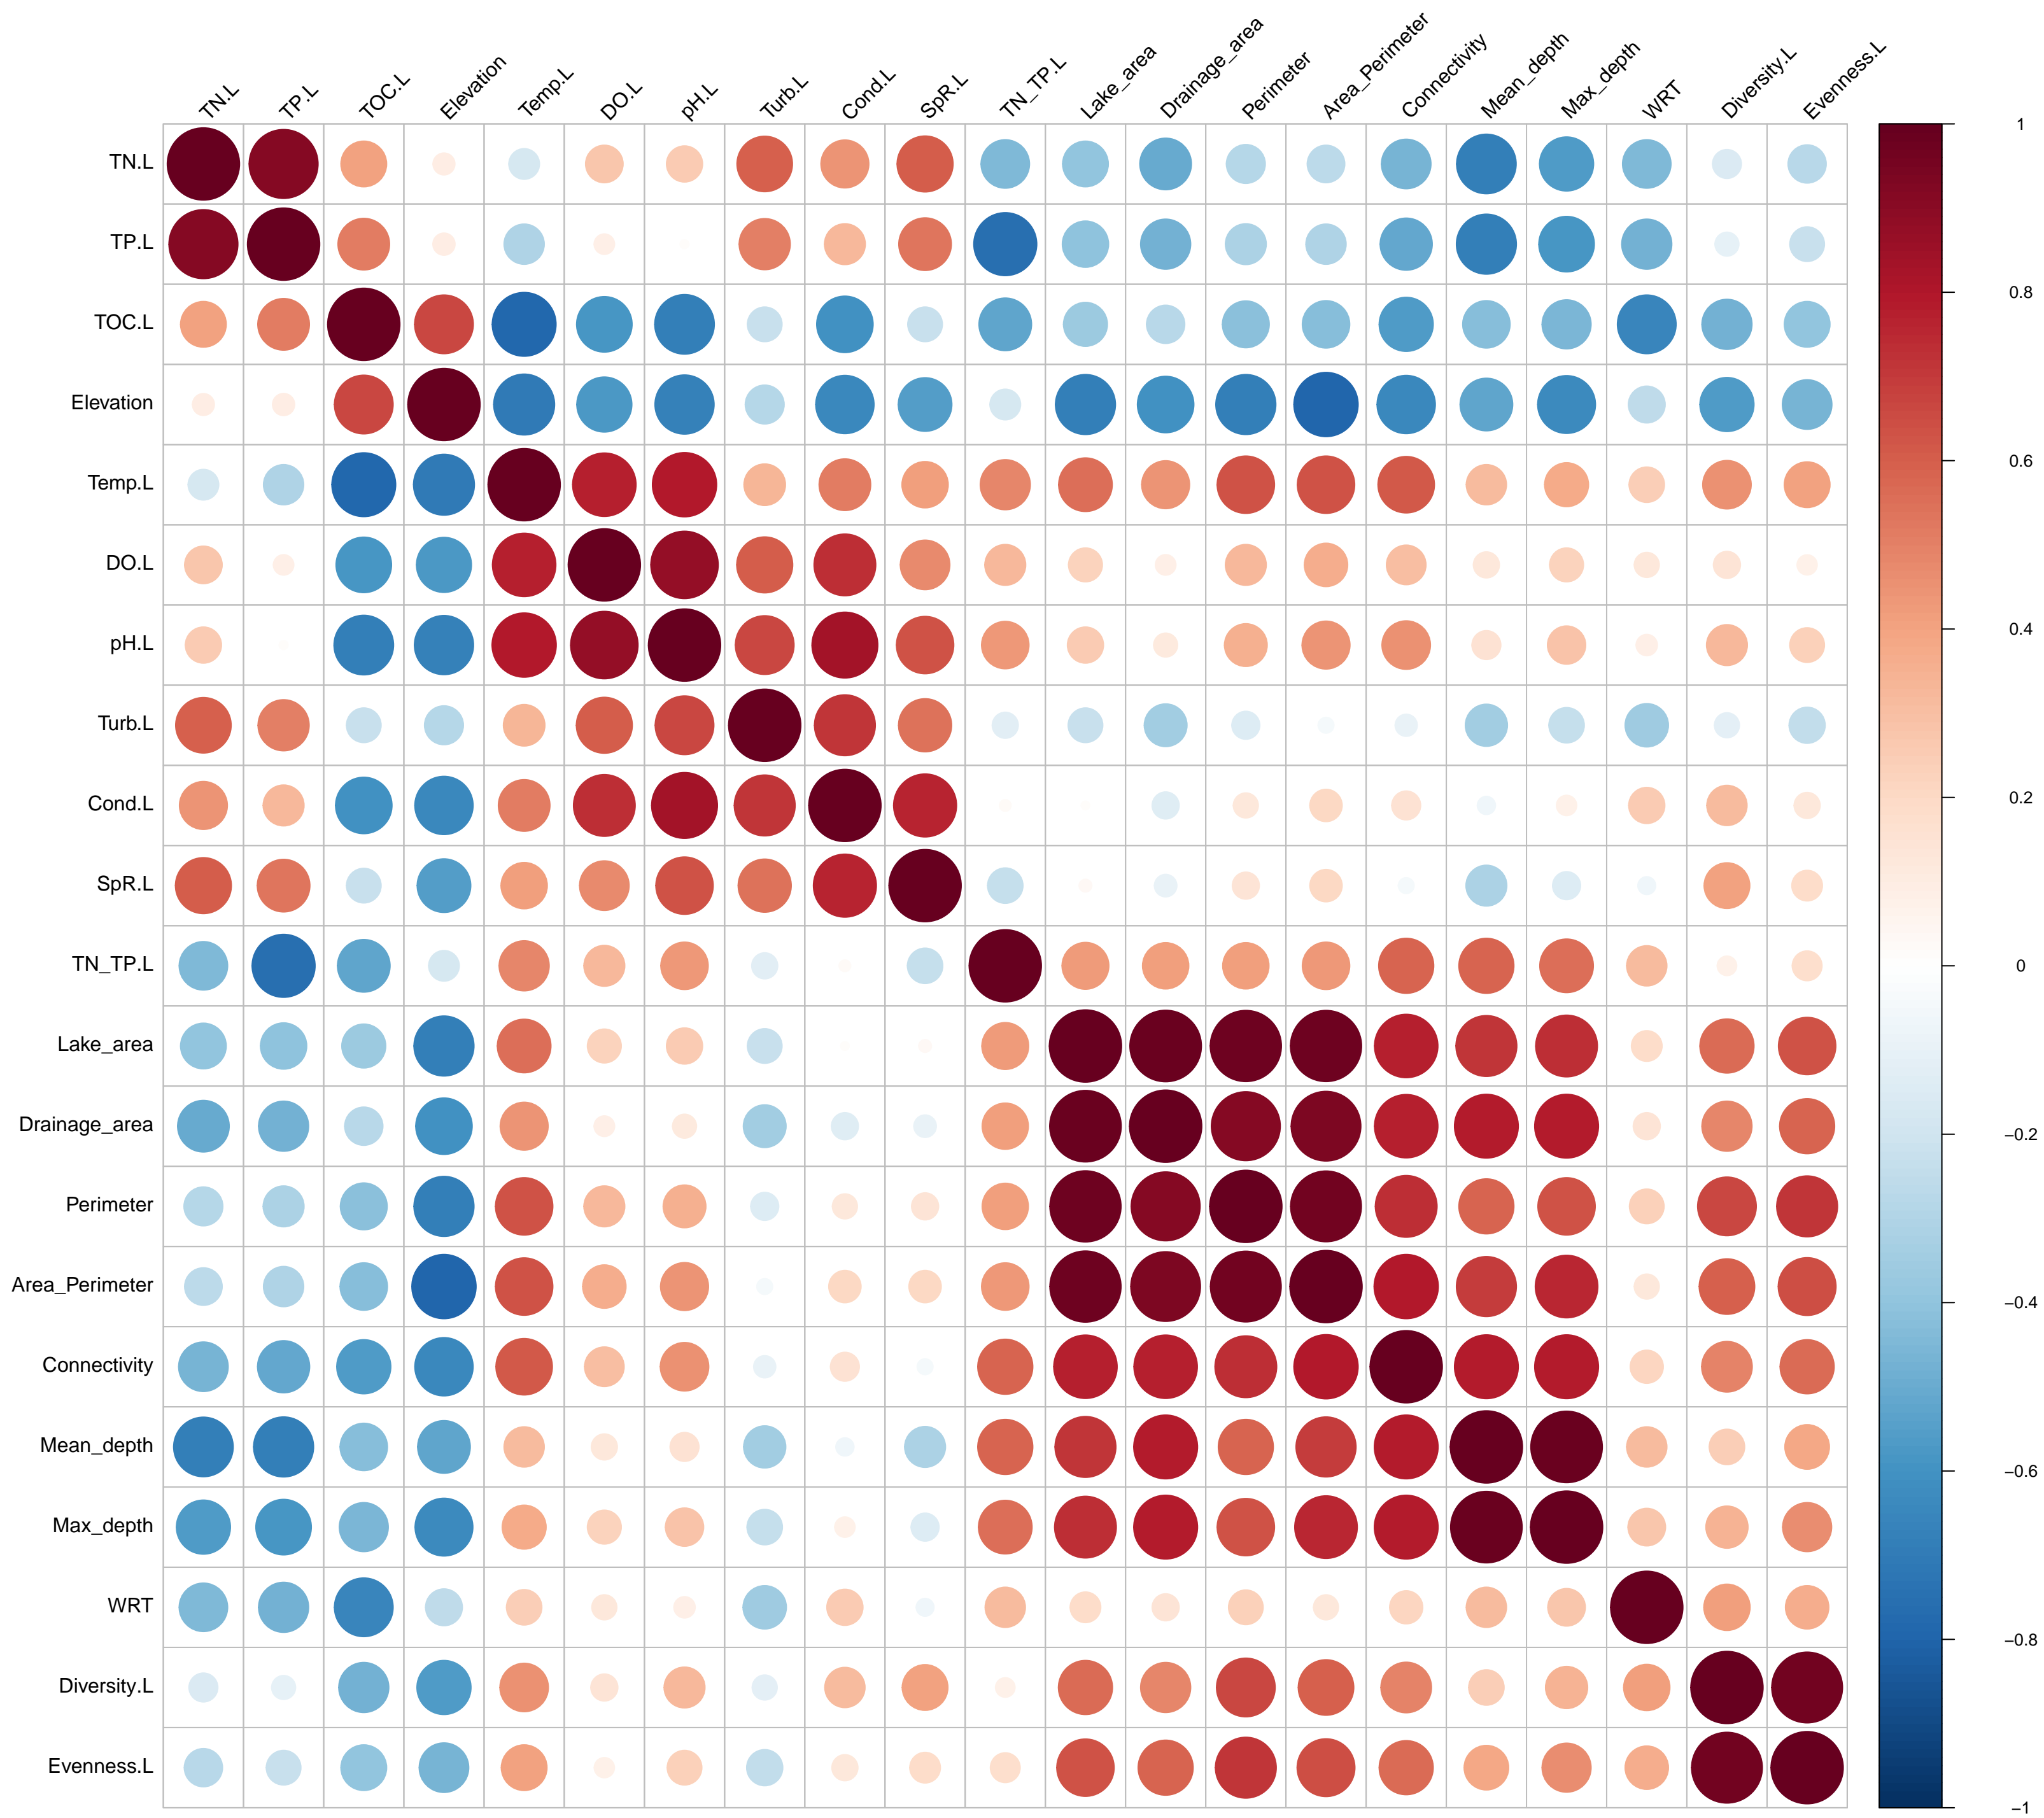 TN.L
TP.L
TOC.L
Elevation
Temp.L
DO.L
pH.L
Turb.L
Cond.L
SpR.L
TN_TP.L
Lake_area
Drainage_area
Perimeter
Area_Perimeter
Connectivity
Mean_depth
Max_depth
WRT
Diversity.L
Evenness.L
TN.L
TP.L
TOC.L
Elevation
Temp.L
DO.L
pH.L
Turb.L
Cond.L
SpR.L
TN_TP.L
Lake_area
Drainage_area
Perimeter
Area_Perimeter
Connectivity
Mean_depth
Max_depth
WRT
Diversity.L
Evenness.L
1
0.8
0.6
0.4
0.2
0
−0.2
−0.4
−0.6
−0.8
−1